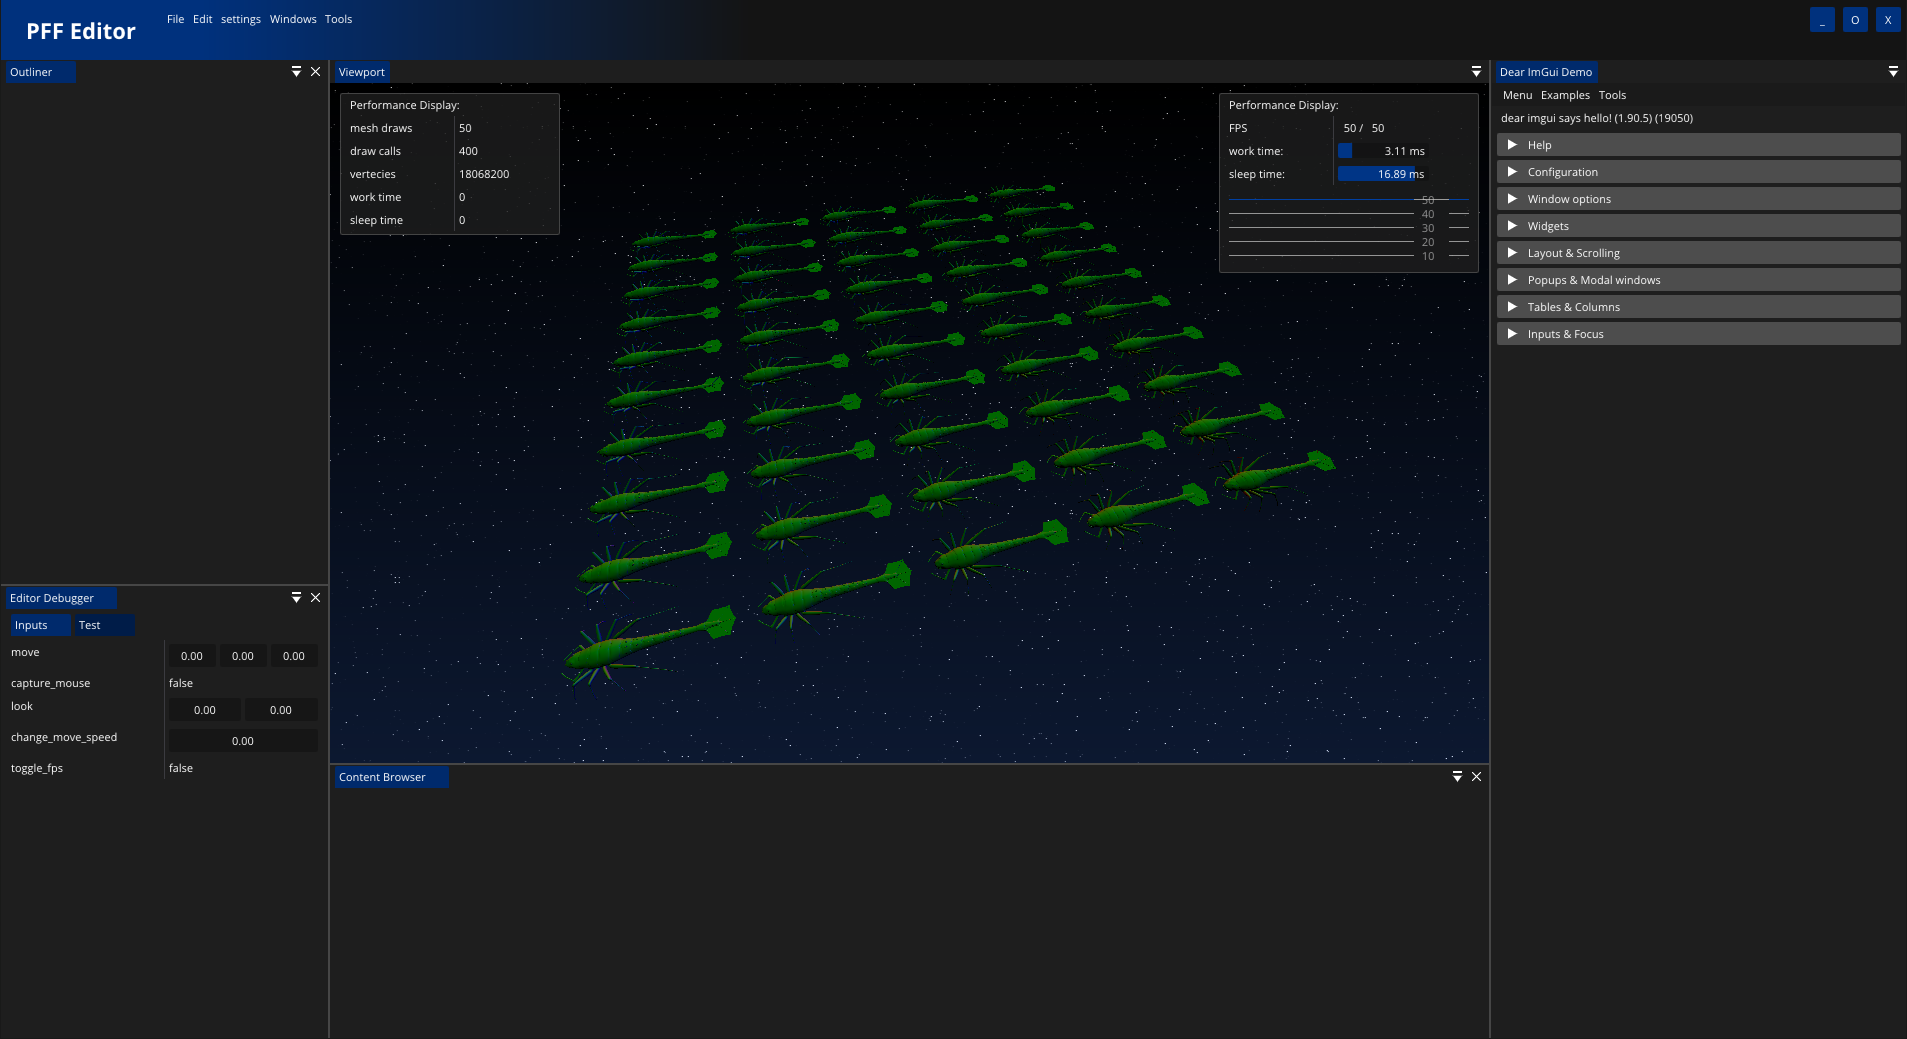 PFF Editor
File Edit settings Windows Tools
_ O X
Outliner
Viewport
Performance Display:
mesh draws 50
draw calls 400
vertecies 18068200
work time 0
sleep time 0
Performance Display:
FPS 50 / 50
work time: 3.11 ms
sleep time: 16.89 ms
50
40
30
20
10
Dear ImGui Demo
Menu Examples Tools
dear imgui says hello! (1.90.5) (19050)
Help
Configuration
Window options
Widgets
Layout & Scrolling
Popups & Modal windows
Tables & Columns
Inputs & Focus
Editor Debugger
Inputs Test
move 0.00 0.00 0.00
capture_mouse false
look 0.00 0.00
change_move_speed 0.00
toggle_fps false
Content Browser